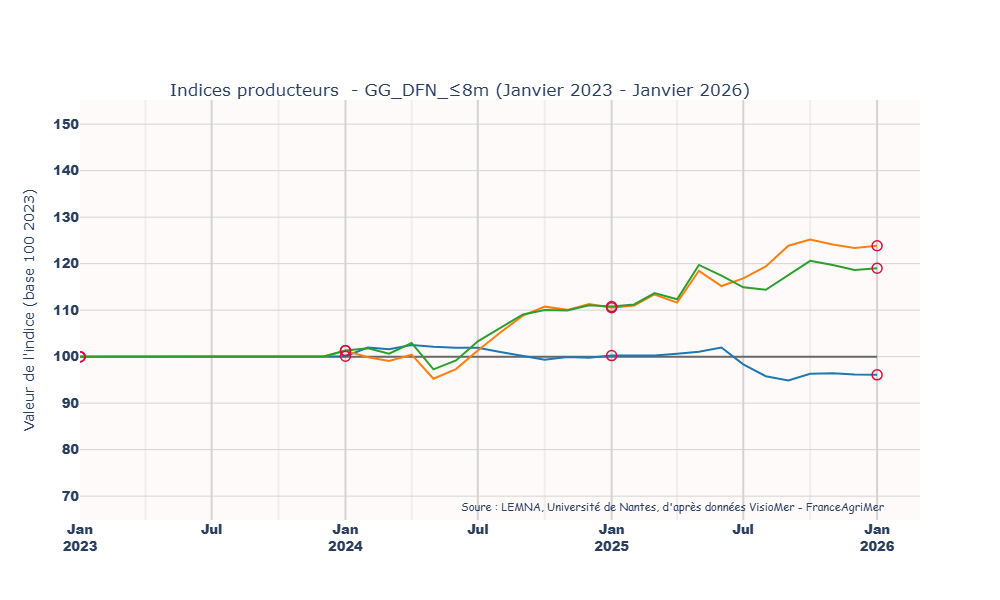 Indices producteurs  - GG_DFN_≤8m (Janvier 2023 - Janvier 2026)
Valeur de l'indice (base 100 2023)
150
140
130
120
110
100
90
80
70
Soure : LEMNA, Université de Nantes, d'après données VisioMer - FranceAgriMer
Jan Jul Jan Jul Jan Jul Jan
2023 2024 2025 2026